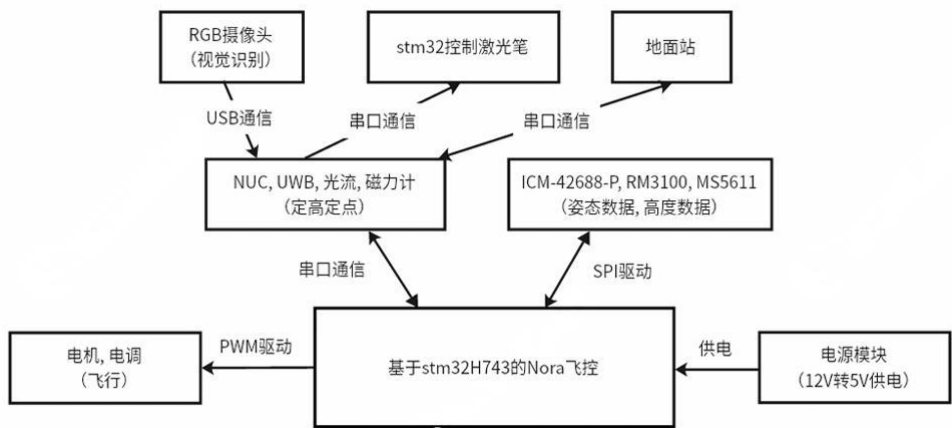 RGB摄像头
（视觉识别）
stm32控制激光笔
地面站
USB通信
串口通信
串口通信
NUC, UWB, 光流, 磁力计
（定高定点）
ICM-42688-P, RM3100, MS5611
（姿态数据, 高度数据）
串口通信
SPI驱动
电机, 电调
（飞行）
PWM驱动
基于stm32H743的Nora飞控
供电
电源模块
（12V转5V供电）